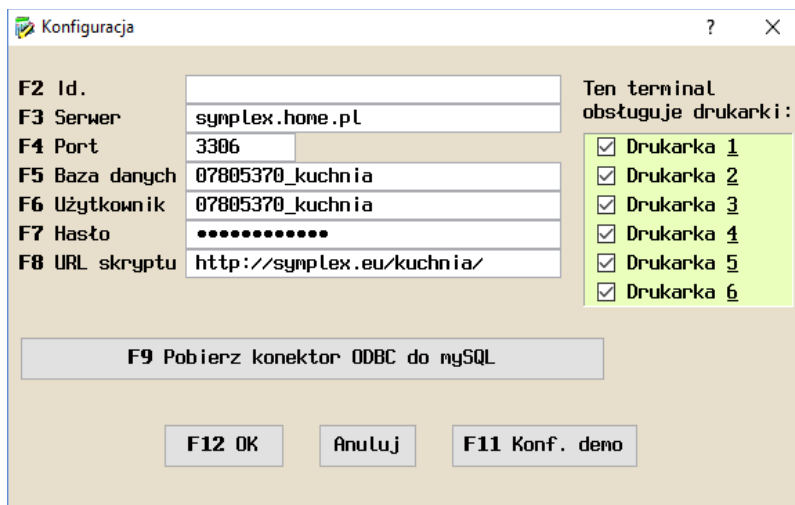 Konfiguracja ?
F2 Id.
F3 Serwer symplex.home.pl
F4 Port 3306
F5 Baza danych 07805370_kuchnia
F6 Użytkownik 07805370_kuchnia
F7 Hasło ••••••••••••
F8 URL skryptu http://symplex.eu/kuchnia/
Ten terminal
obsługuje drukarki:
Drukarka 1
Drukarka 2
Drukarka 3
Drukarka 4
Drukarka 5
Drukarka 6
F9 Pobierz konektor ODBC do mySQL
F12 OK Anuluj F11 Konf. demo